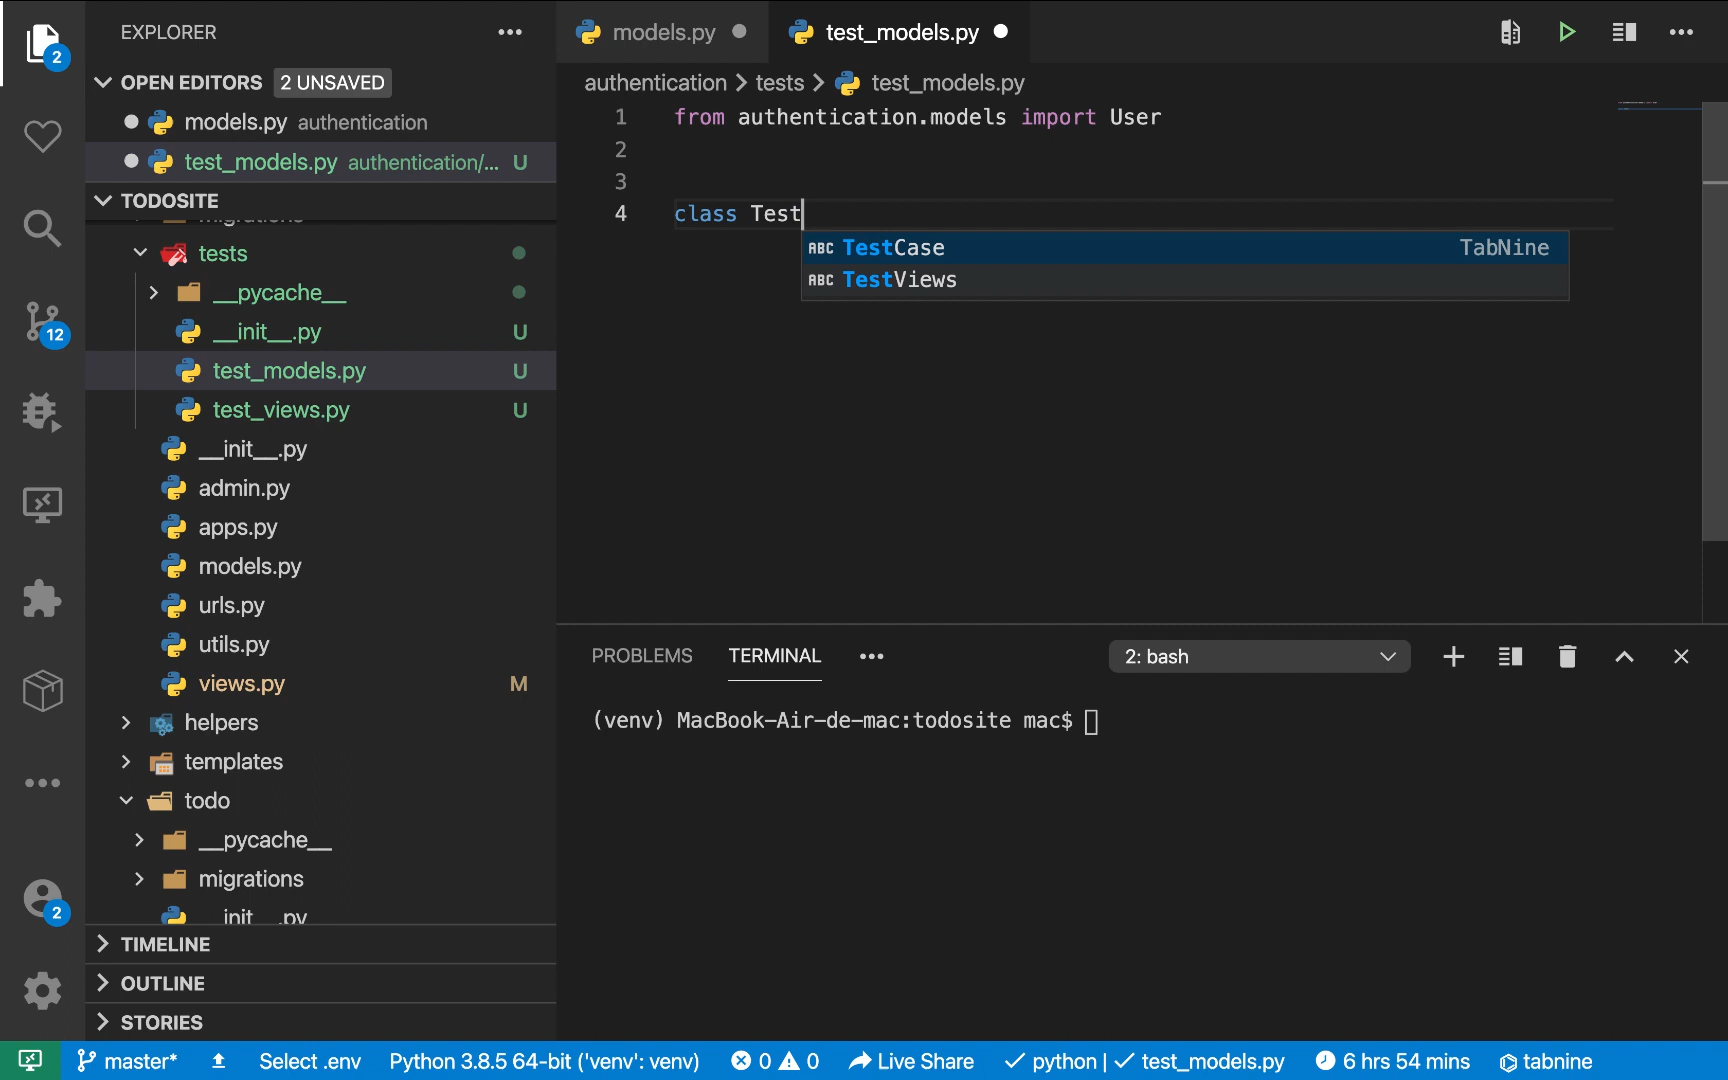 EXPLORER
OPEN EDITORS 2 UNSAVED
models.py authentication
test_models.py authentication/... U
TODOSITE
migrations
tests
__pycache__
__init__.py U
test_models.py U
test_views.py U
__init__.py
admin.py
apps.py
models.py
urls.py
utils.py
views.py M
helpers
templates
todo
__pycache__
migrations
__init__.py
TIMELINE
OUTLINE
STORIES
2
12
2
models.py
test_models.py
authentication > tests > test_models.py
1 from authentication.models import User
2
3
4 class Test
ABC TestCase TabNine
ABC TestViews
PROBLEMS TERMINAL
2: bash
(venv) MacBook-Air-de-mac:todosite mac$
master* Select .env Python 3.8.5 64-bit ('venv': venv) 0 0 Live Share python | test_models.py 6 hrs 54 mins tabnine